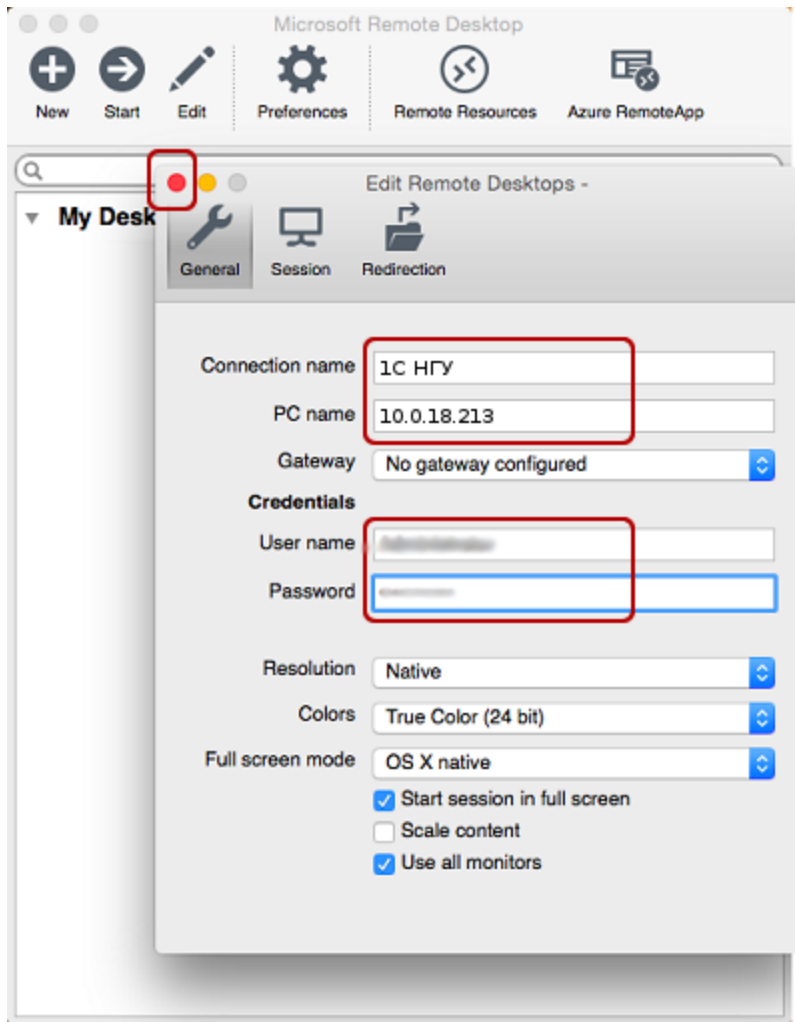 Microsoft Remote Desktop
New Start Edit Preferences Remote Resources Azure RemoteApp
Edit Remote Desktops -
My Desk
General Session Redirection
Connection name 1С НГУ
PC name 10.0.18.213
Gateway No gateway configured
Credentials
User name
Password
Resolution Native
Colors True Color (24 bit)
Full screen mode OS X native
Start session in full screen
Scale content
Use all monitors